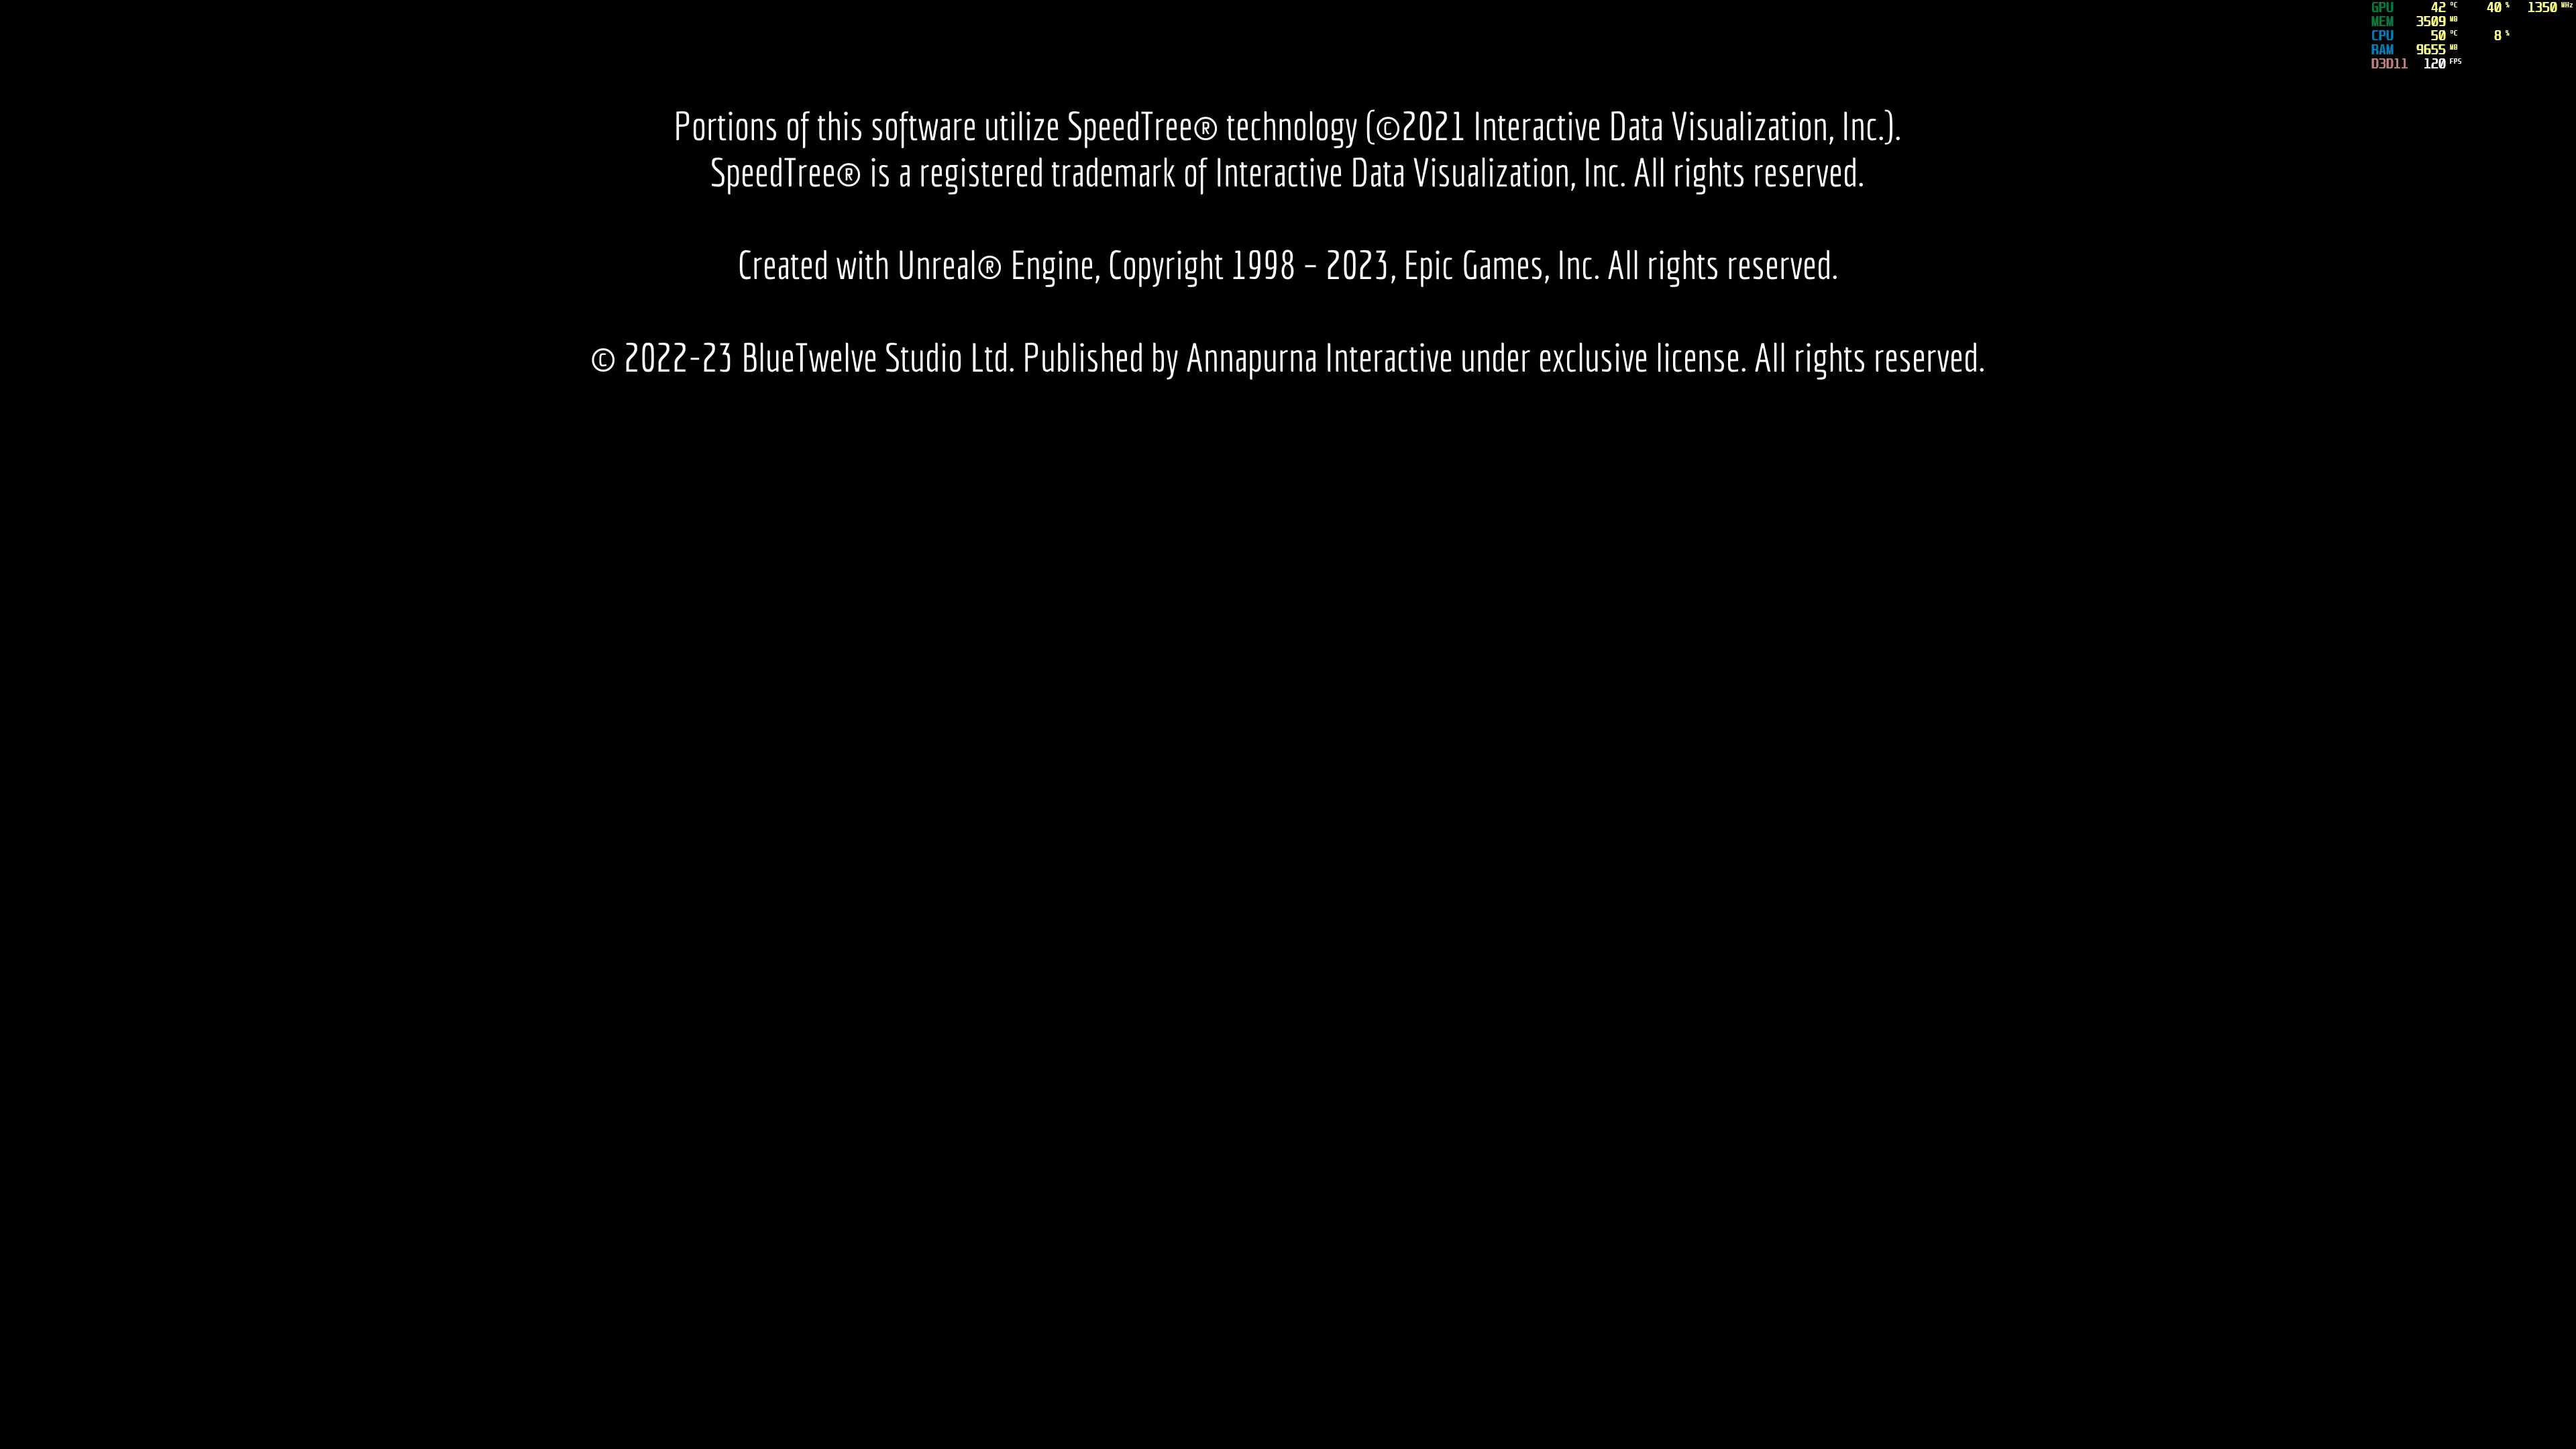 GPU 42 °C 40 % 1350 MHz
MEM 3509 MB
CPU 50 °C 8 %
RAM 9655 MB
D3D11 120 FPS
Portions of this software utilize SpeedTree® technology (©2021 Interactive Data Visualization, Inc.).
SpeedTree® is a registered trademark of Interactive Data Visualization, Inc. All rights reserved.
Created with Unreal® Engine, Copyright 1998 – 2023, Epic Games, Inc. All rights reserved.
© 2022-23 BlueTwelve Studio Ltd. Published by Annapurna Interactive under exclusive license. All rights reserved.